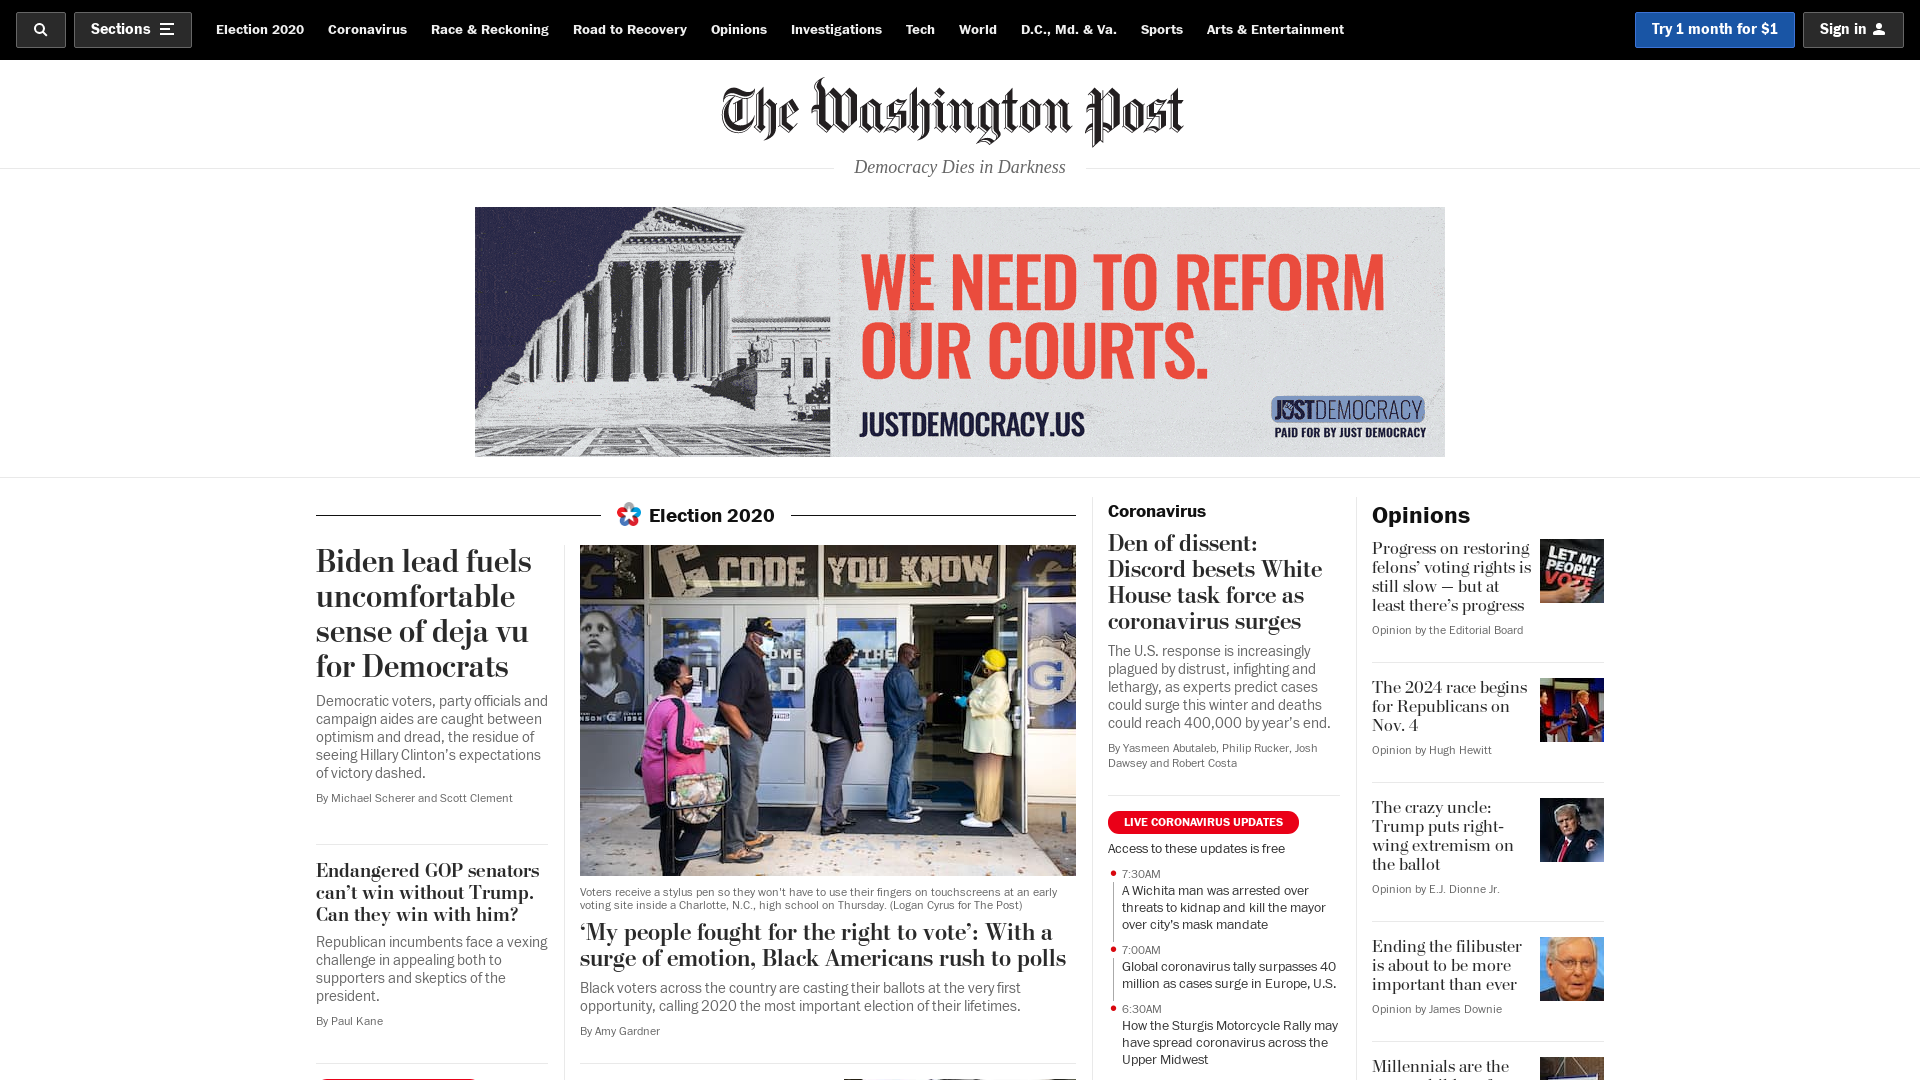 Sections
Election 2020
Coronavirus
Race & Reckoning
Road to Recovery
Opinions
Investigations
Tech
World
D.C., Md. & Va.
Sports
Arts & Entertainment
Try 1 month for $1
Sign in
The Washington Post
Democracy Dies in Darkness
WE NEED TO REFORM
OUR COURTS.
JUSTDEMOCRACY.US
JUSTDEMOCRACY
PAID FOR BY JUST DEMOCRACY
Election 2020
Biden lead fuels
uncomfortable
sense of deja vu
for Democrats
Democratic voters, party officials and
campaign aides are caught between
optimism and dread, the residue of
seeing Hillary Clinton’s expectations
of victory dashed.
By Michael Scherer and Scott Clement
Endangered GOP senators
can’t win without Trump.
Can they win with him?
Republican incumbents face a vexing
challenge in appealing both to
supporters and skeptics of the
president.
By Paul Kane
CODE YOU KNOW
Voters receive a stylus pen so they won't have to use their fingers on touchscreens at an early
voting site inside a Charlotte, N.C., high school on Thursday. (Logan Cyrus for The Post)
‘My people fought for the right to vote’: With a
surge of emotion, Black Americans rush to polls
Black voters across the country are casting their ballots at the very first
opportunity, calling 2020 the most important election of their lifetimes.
By Amy Gardner
Coronavirus
Den of dissent:
Discord besets White
House task force as
coronavirus surges
The U.S. response is increasingly
plagued by distrust, infighting and
lethargy, as experts predict cases
could surge this winter and deaths
could reach 400,000 by year’s end.
By Yasmeen Abutaleb, Philip Rucker, Josh
Dawsey and Robert Costa
LIVE CORONAVIRUS UPDATES
Access to these updates is free
7:30AM
A Wichita man was arrested over
threats to kidnap and kill the mayor
over city's mask mandate
7:00AM
Global coronavirus tally surpasses 40
million as cases surge in Europe, U.S.
6:30AM
How the Sturgis Motorcycle Rally may
have spread coronavirus across the
Upper Midwest
Opinions
Progress on restoring
felons’ voting rights is
still slow — but at
least there’s progress
Opinion by the Editorial Board
LET MY
PEOPLE
VOTE
The 2024 race begins
for Republicans on
Nov. 4
Opinion by Hugh Hewitt
The crazy uncle:
Trump puts right-
wing extremism on
the ballot
Opinion by E.J. Dionne Jr.
Ending the filibuster
is about to be more
important than ever
Opinion by James Downie
Millennials are the